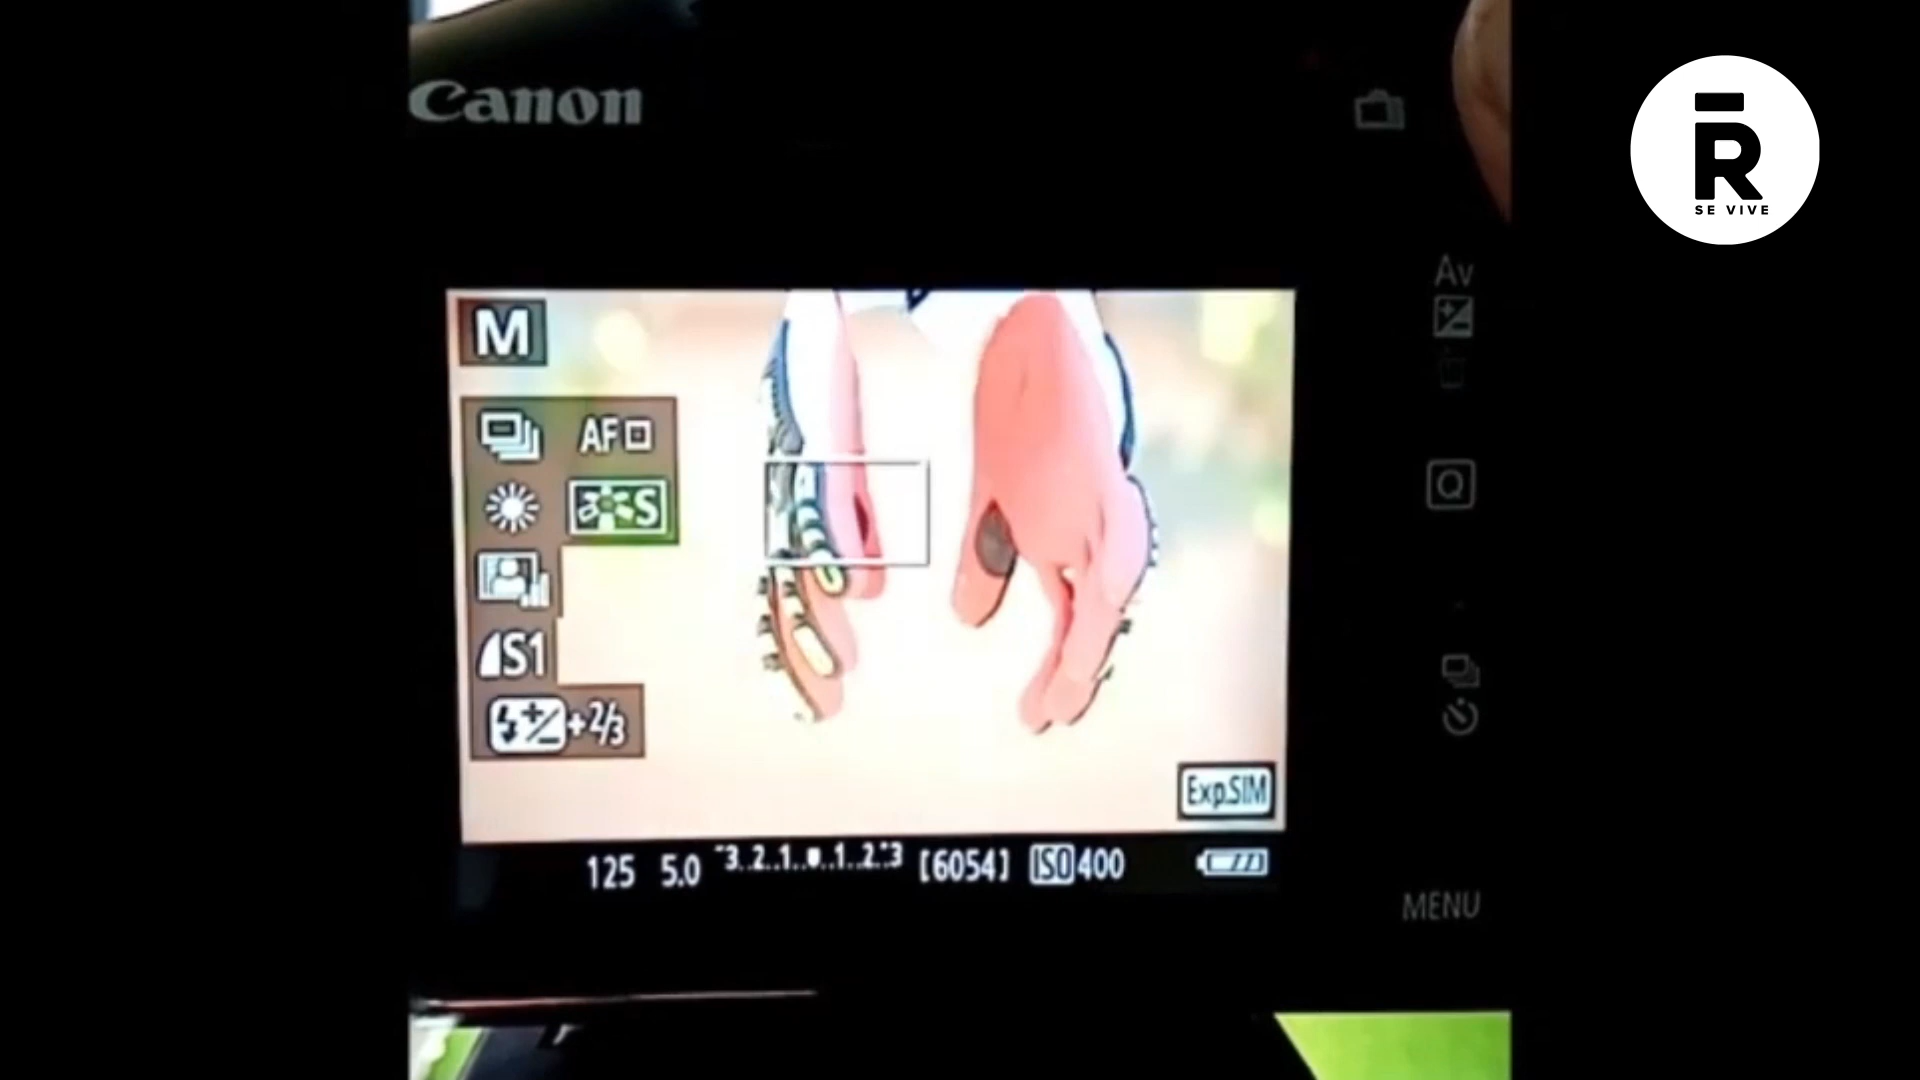 Canon
R
SE VIVE
Av
M
AF
S
Q
S1
+2/3
Exp.SIM
125 5.0 -3..2..1..0..1..2..+3 [6054] ISO 400
MENU